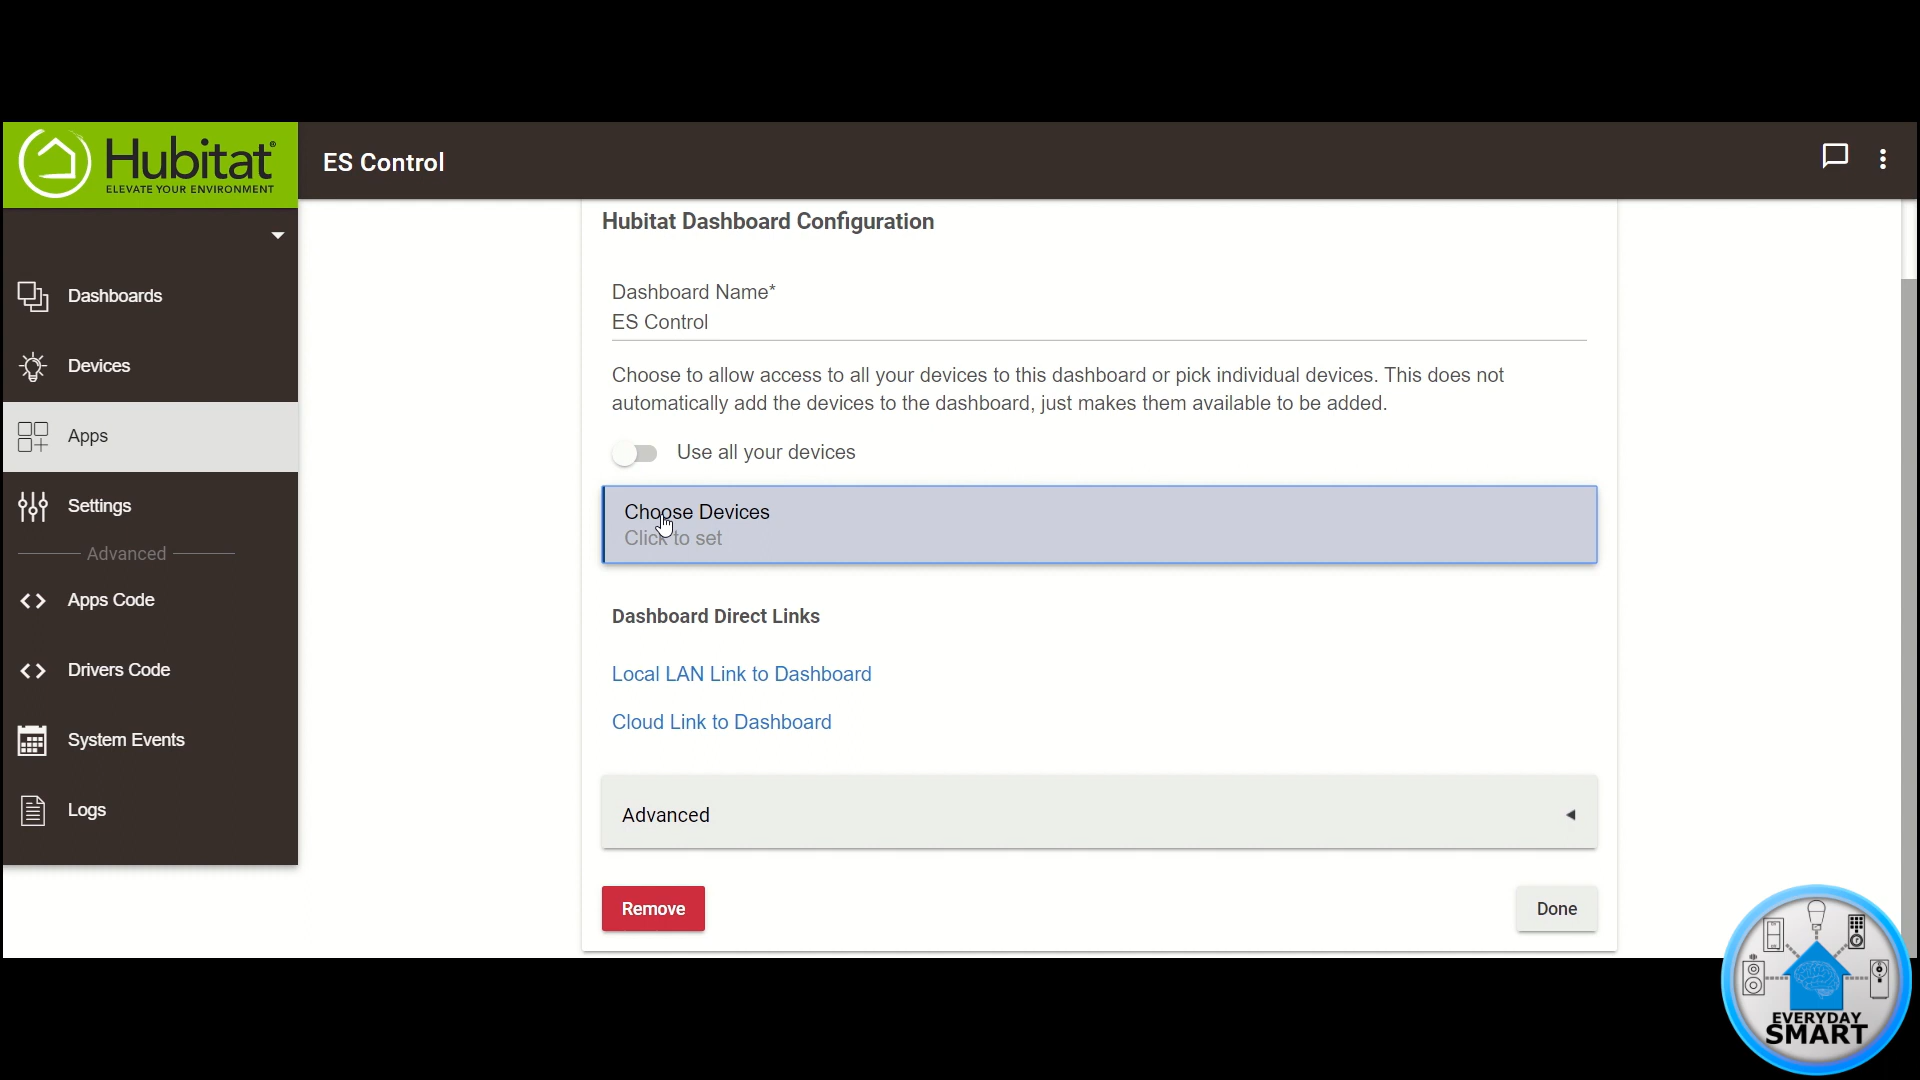 Hubitat®
ELEVATE YOUR ENVIRONMENT
ES Control
Dashboards
Devices
Apps
Settings
Advanced
Apps Code
Drivers Code
System Events
Logs
Hubitat Dashboard Configuration
Dashboard Name*
ES Control
Choose to allow access to all your devices to this dashboard or pick individual devices. This does not
automatically add the devices to the dashboard, just makes them available to be added.
Use all your devices
Choose Devices
Click to set
Dashboard Direct Links
Local LAN Link to Dashboard
Cloud Link to Dashboard
Advanced
Remove
Done
EVERYDAY
SMART